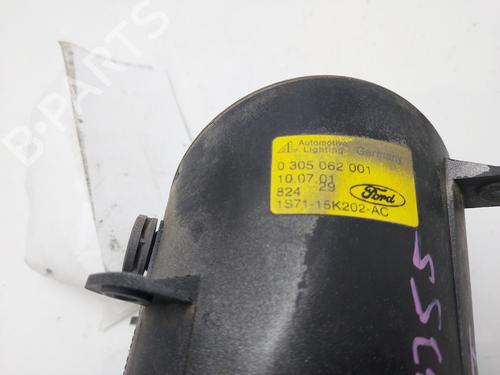 B-PARTS
Automotive Lighting Germany
0 305 062 001
10.07.01
824 29
Ford
1S71-15K202-AC